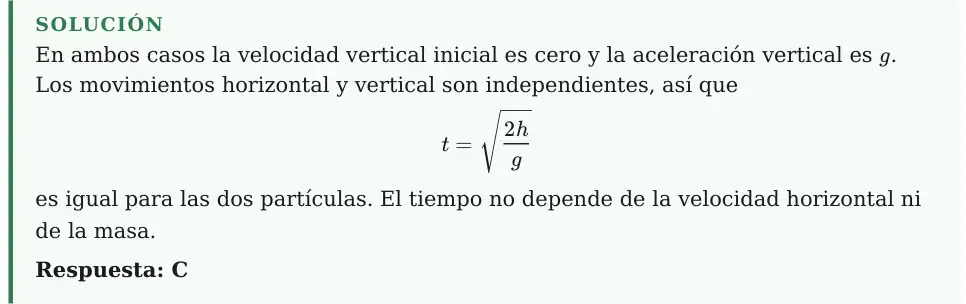 SOLUCIÓN
En ambos casos la velocidad vertical inicial es cero y la aceleración vertical es g.
Los movimientos horizontal y vertical son independientes, así que
t = √(2h/g)
es igual para las dos partículas. El tiempo no depende de la velocidad horizontal ni
de la masa.
Respuesta: C